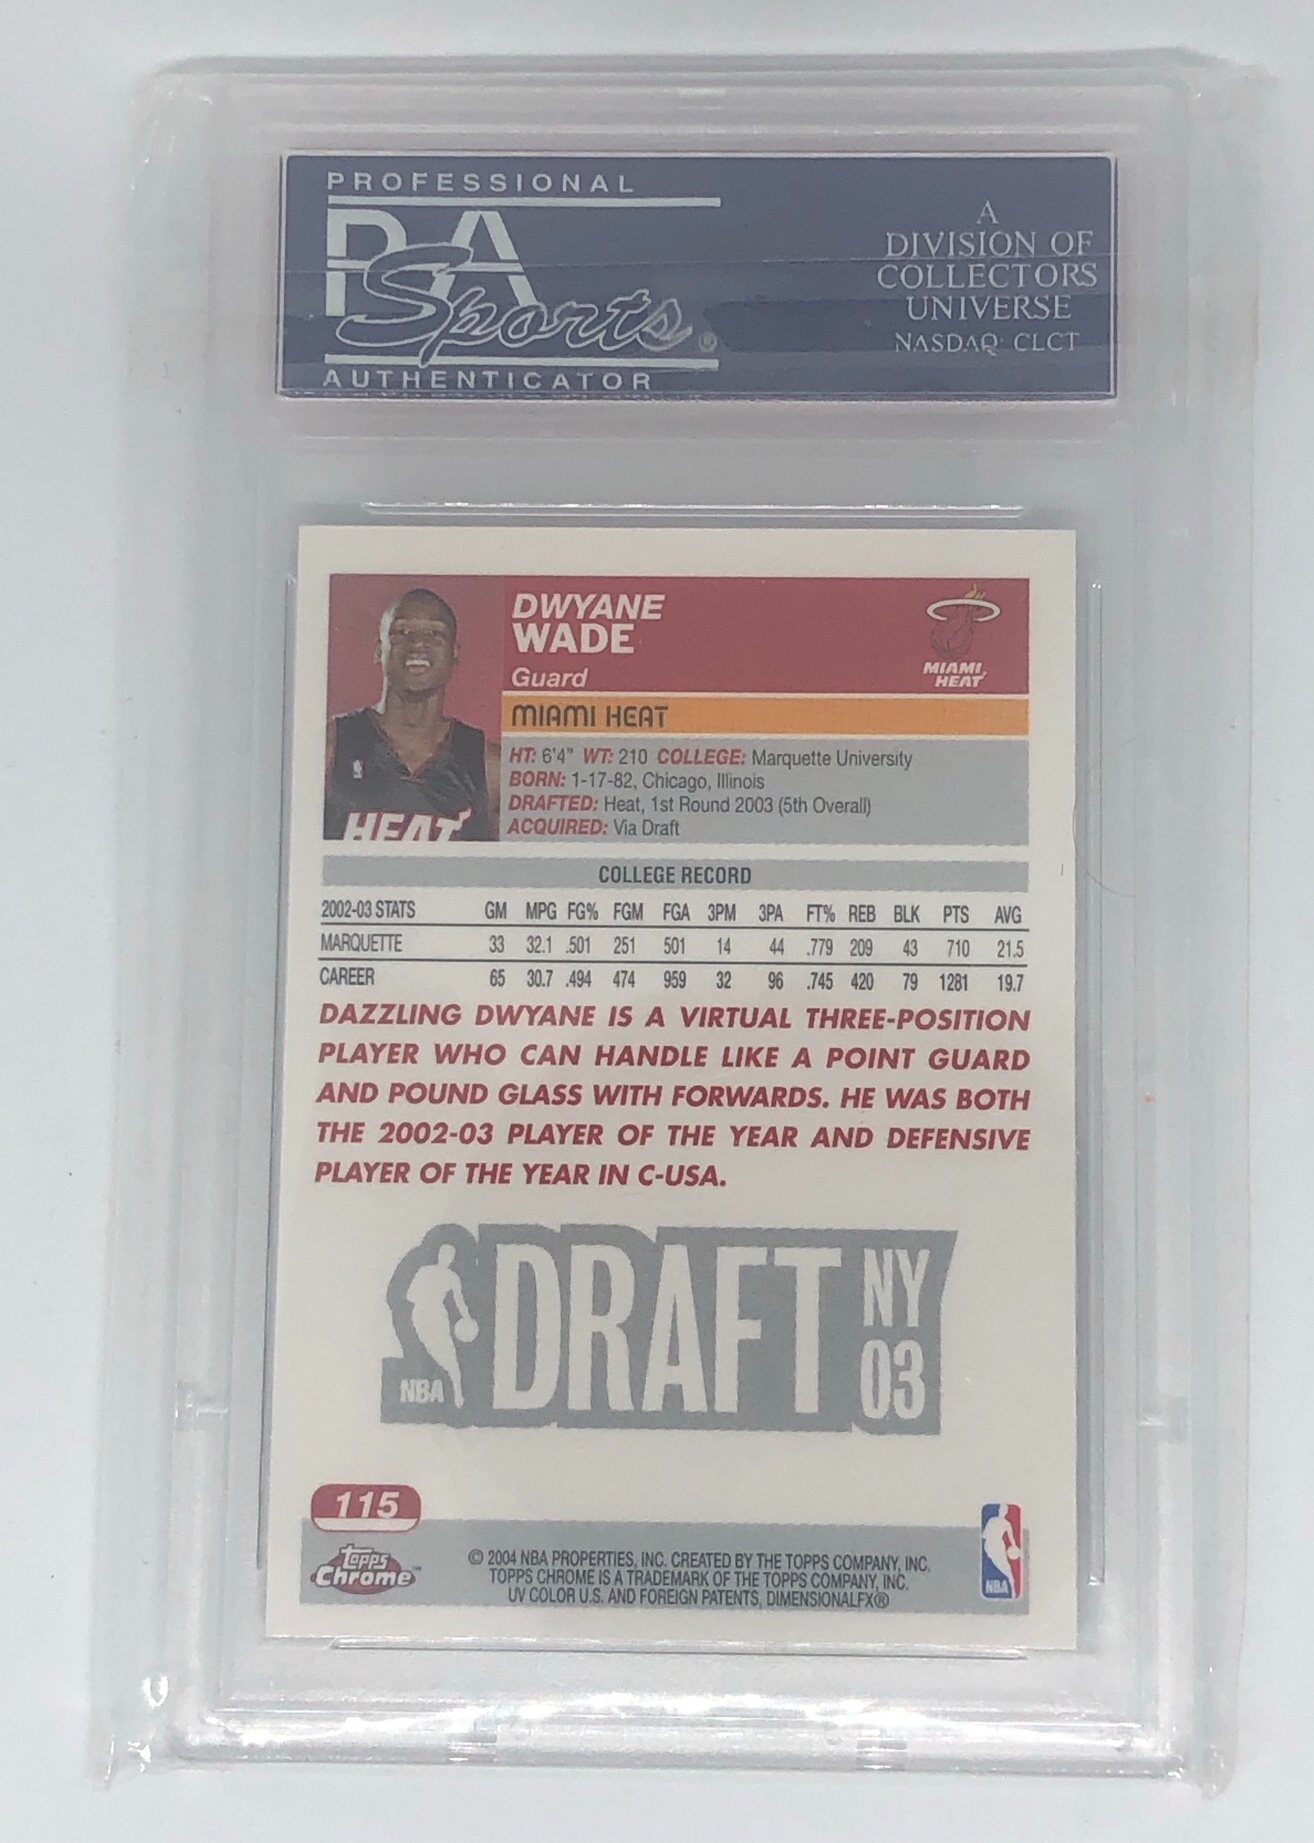 PROFESSIONAL
PSA
Sports®
AUTHENTICATOR
A
DIVISION OF
COLLECTORS
UNIVERSE
NASDAQ: CLCT
DWYANE
WADE
Guard
MIAMI HEAT
MIAMI
HEAT
HEAT
HT: 6'4" WT: 210 COLLEGE: Marquette University
BORN: 1-17-82, Chicago, Illinois
DRAFTED: Heat, 1st Round 2003 (5th Overall)
ACQUIRED: Via Draft
COLLEGE RECORD
2002-03 STATS GM MPG FG% FGM FGA 3PM 3PA FT% REB BLK PTS AVG
MARQUETTE 33 32.1 .501 251 501 14 44 .779 209 43 710 21.5
CAREER 65 30.7 .494 474 959 32 96 .745 420 79 1281 19.7
DAZZLING DWYANE IS A VIRTUAL THREE-POSITION
PLAYER WHO CAN HANDLE LIKE A POINT GUARD
AND POUND GLASS WITH FORWARDS. HE WAS BOTH
THE 2002-03 PLAYER OF THE YEAR AND DEFENSIVE
PLAYER OF THE YEAR IN C-USA.
NBA DRAFT NY
03
115
Topps
Chrome™
© 2004 NBA PROPERTIES, INC. CREATED BY THE TOPPS COMPANY, INC.
TOPPS CHROME IS A TRADEMARK OF THE TOPPS COMPANY, INC.
UV COLOR U.S. AND FOREIGN PATENTS, DIMENSIONALFX®
NBA